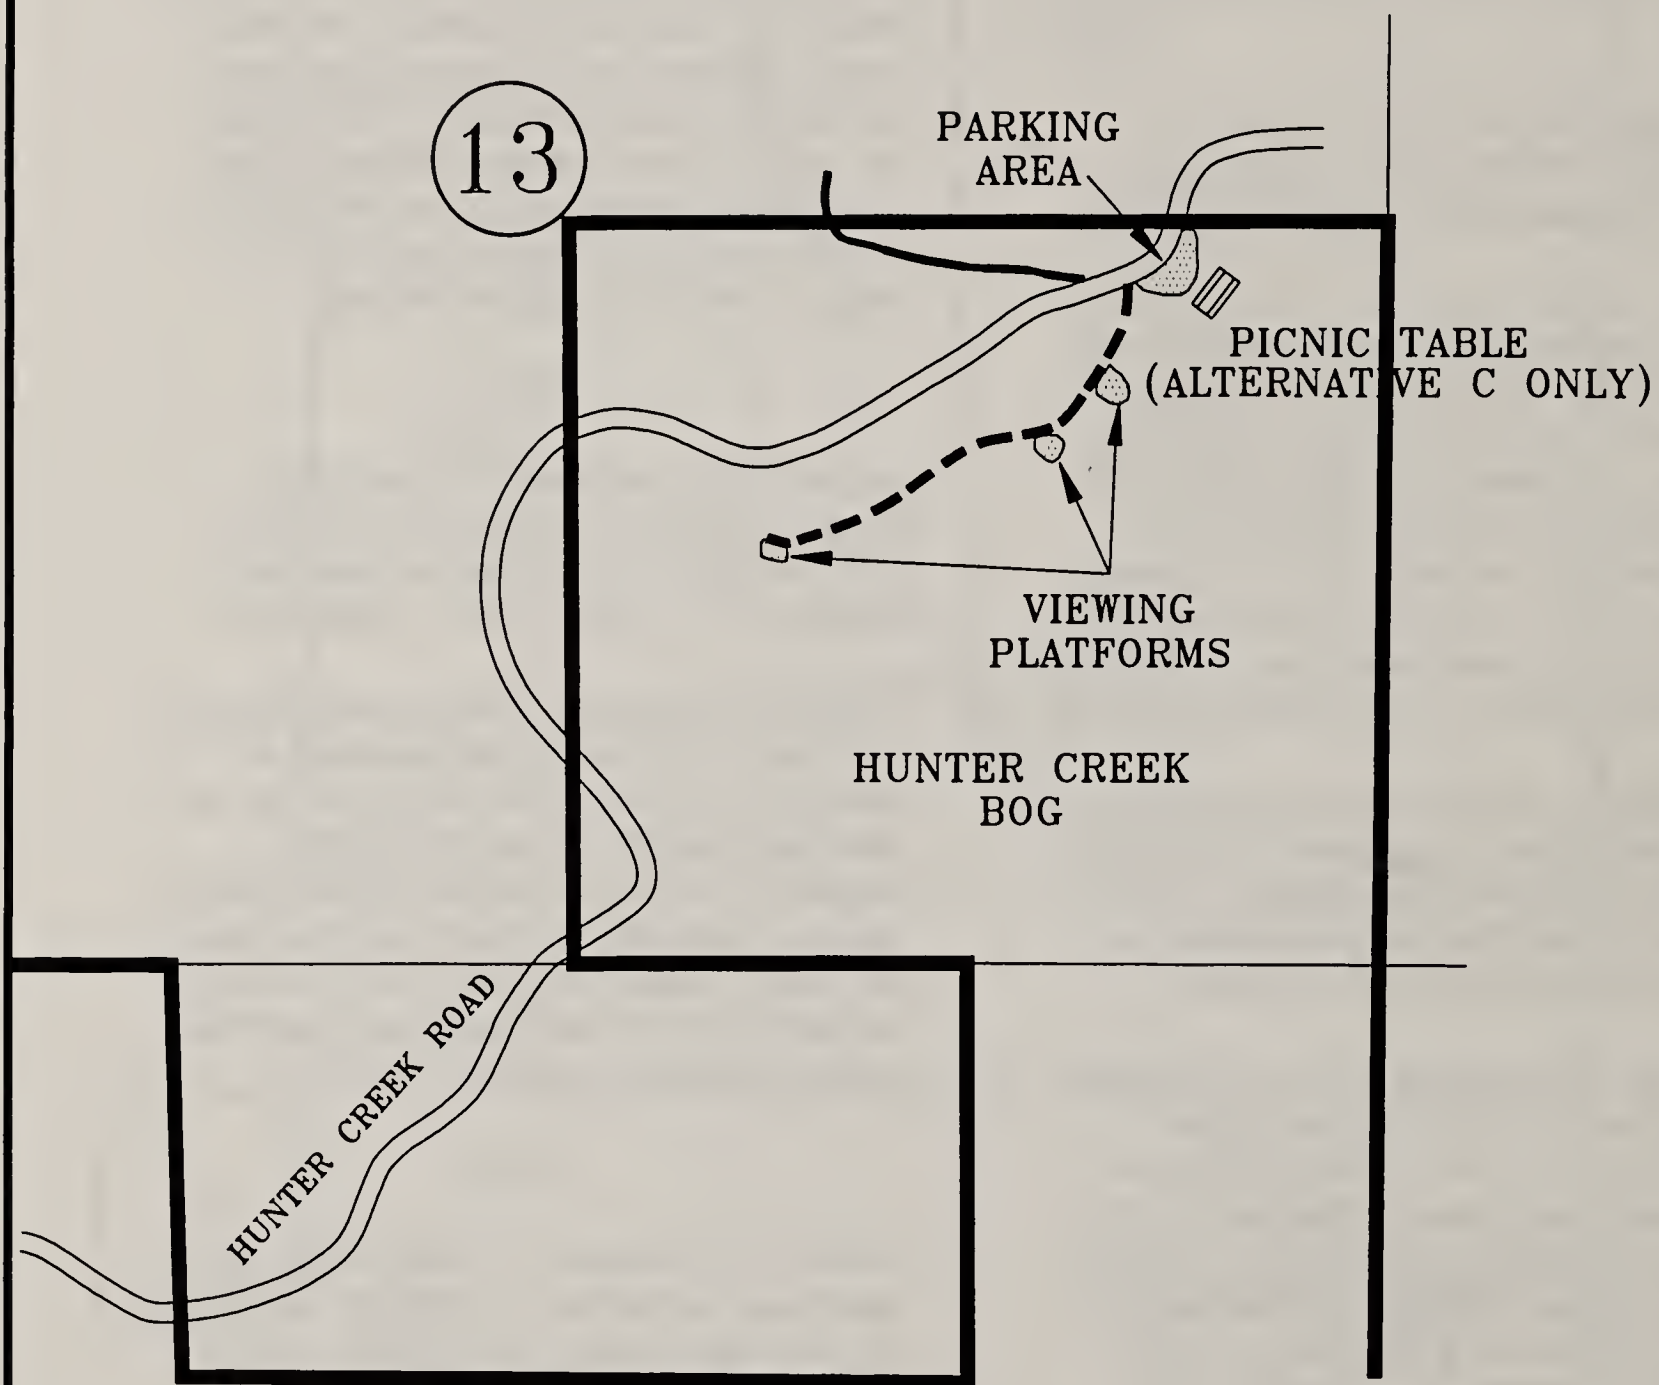 13
PARKING
AREA
PICNIC TABLE
(ALTERNATIVE C ONLY)
VIEWING
PLATFORMS
HUNTER CREEK
BOG
HUNTER CREEK ROAD